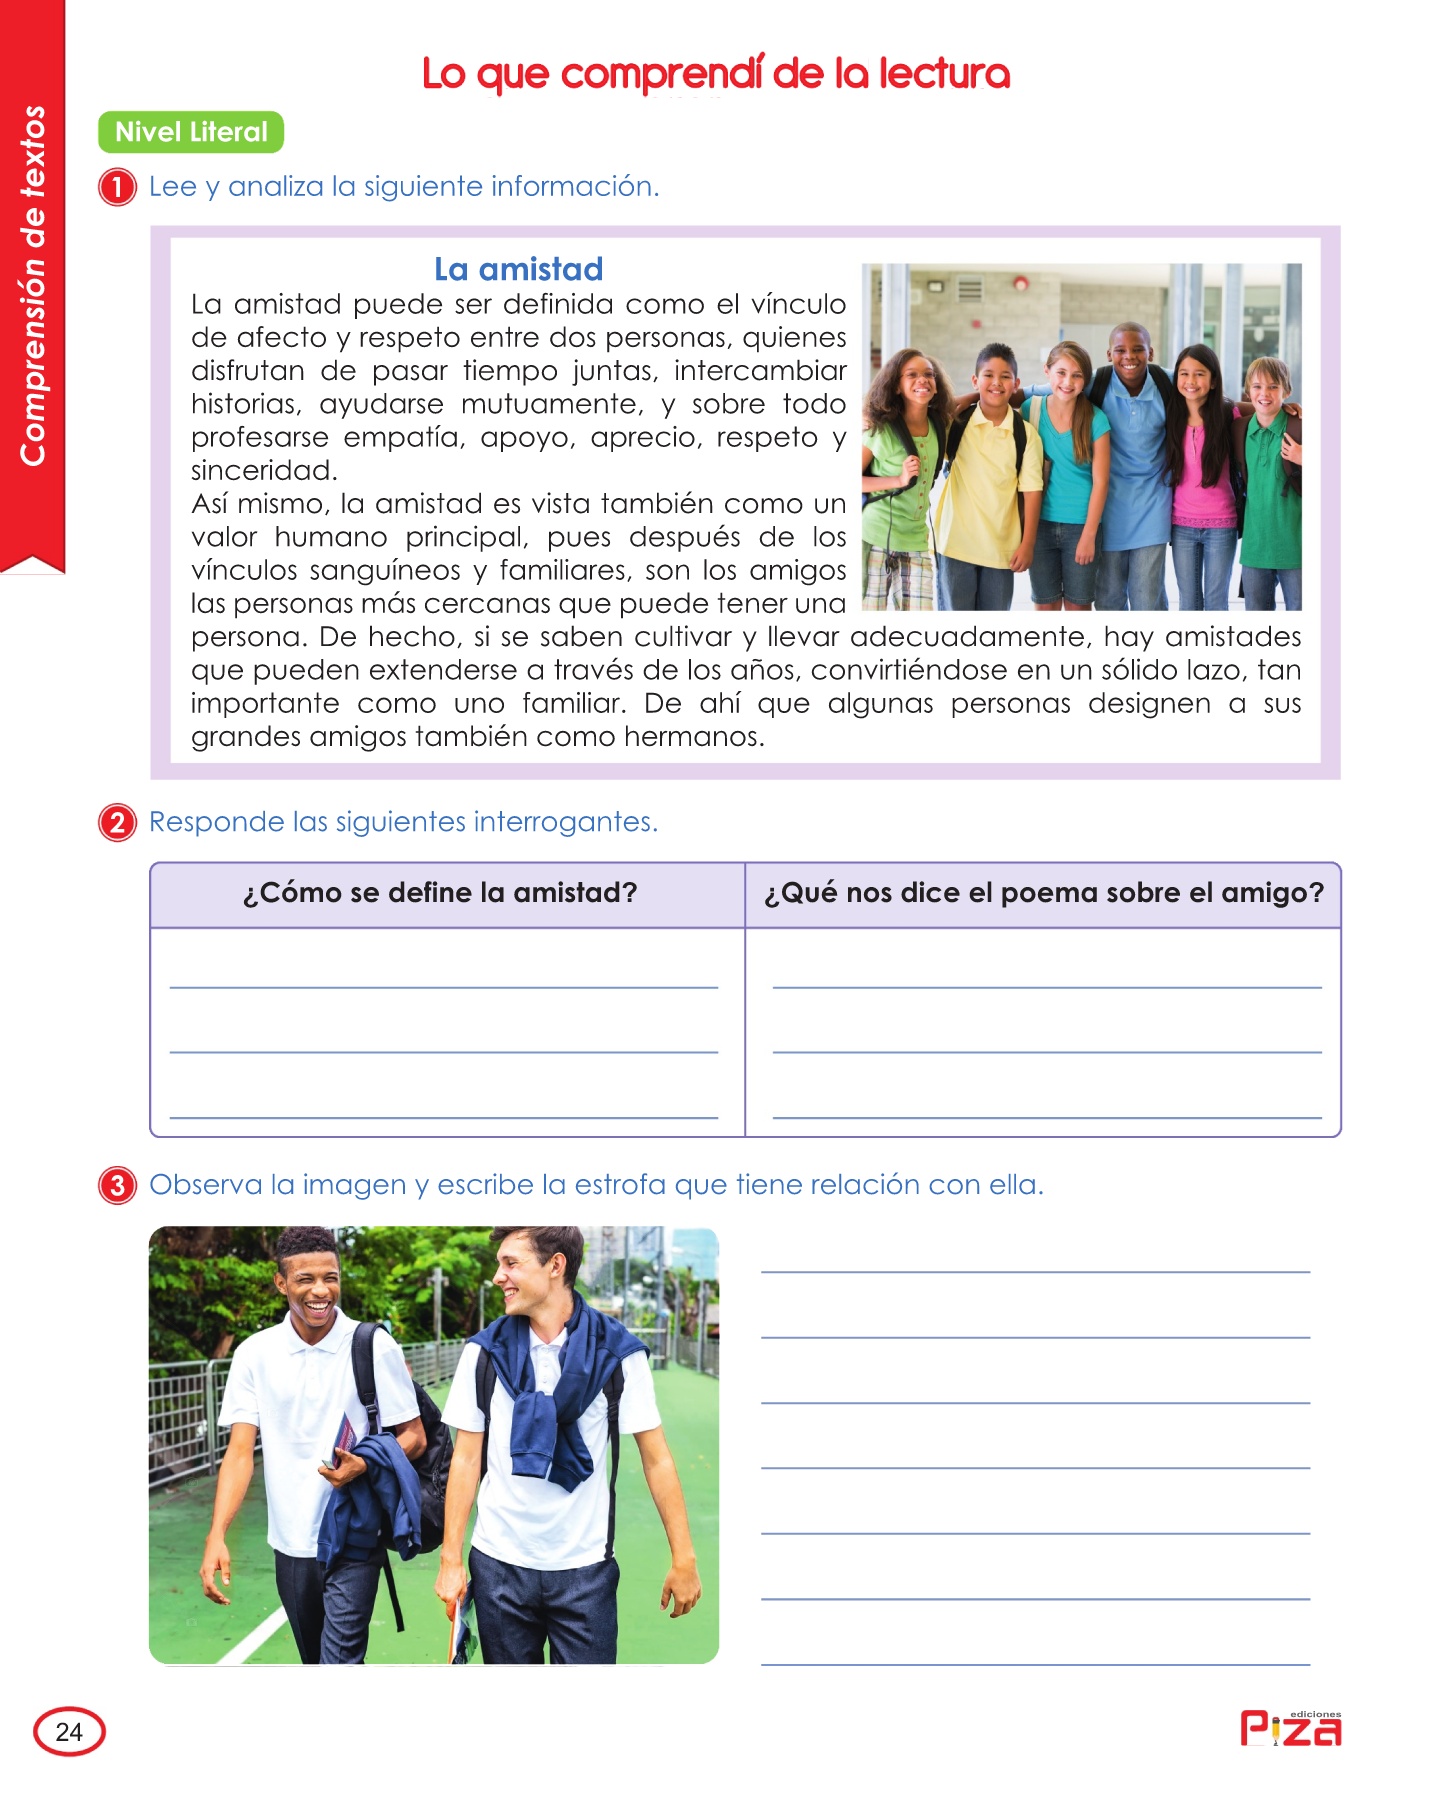 Comprensión de textos
Lo que comprendí de la lectura
Nivel Literal
1 Lee y analiza la siguiente información.
La amistad
La amistad puede ser definida como el vínculo
de afecto y respeto entre dos personas, quienes
disfrutan de pasar tiempo juntas, intercambiar
historias, ayudarse mutuamente, y sobre todo
profesarse empatía, apoyo, aprecio, respeto y
sinceridad.
Así mismo, la amistad es vista también como un
valor humano principal, pues después de los
vínculos sanguíneos y familiares, son los amigos
las personas más cercanas que puede tener una
persona. De hecho, si se saben cultivar y llevar adecuadamente, hay amistades
que pueden extenderse a través de los años, convirtiéndose en un sólido lazo, tan
importante como uno familiar. De ahí que algunas personas designen a sus
grandes amigos también como hermanos.
2 Responde las siguientes interrogantes.
¿Cómo se define la amistad?
¿Qué nos dice el poema sobre el amigo?
3 Observa la imagen y escribe la estrofa que tiene relación con ella.
24
ediciones
Piza